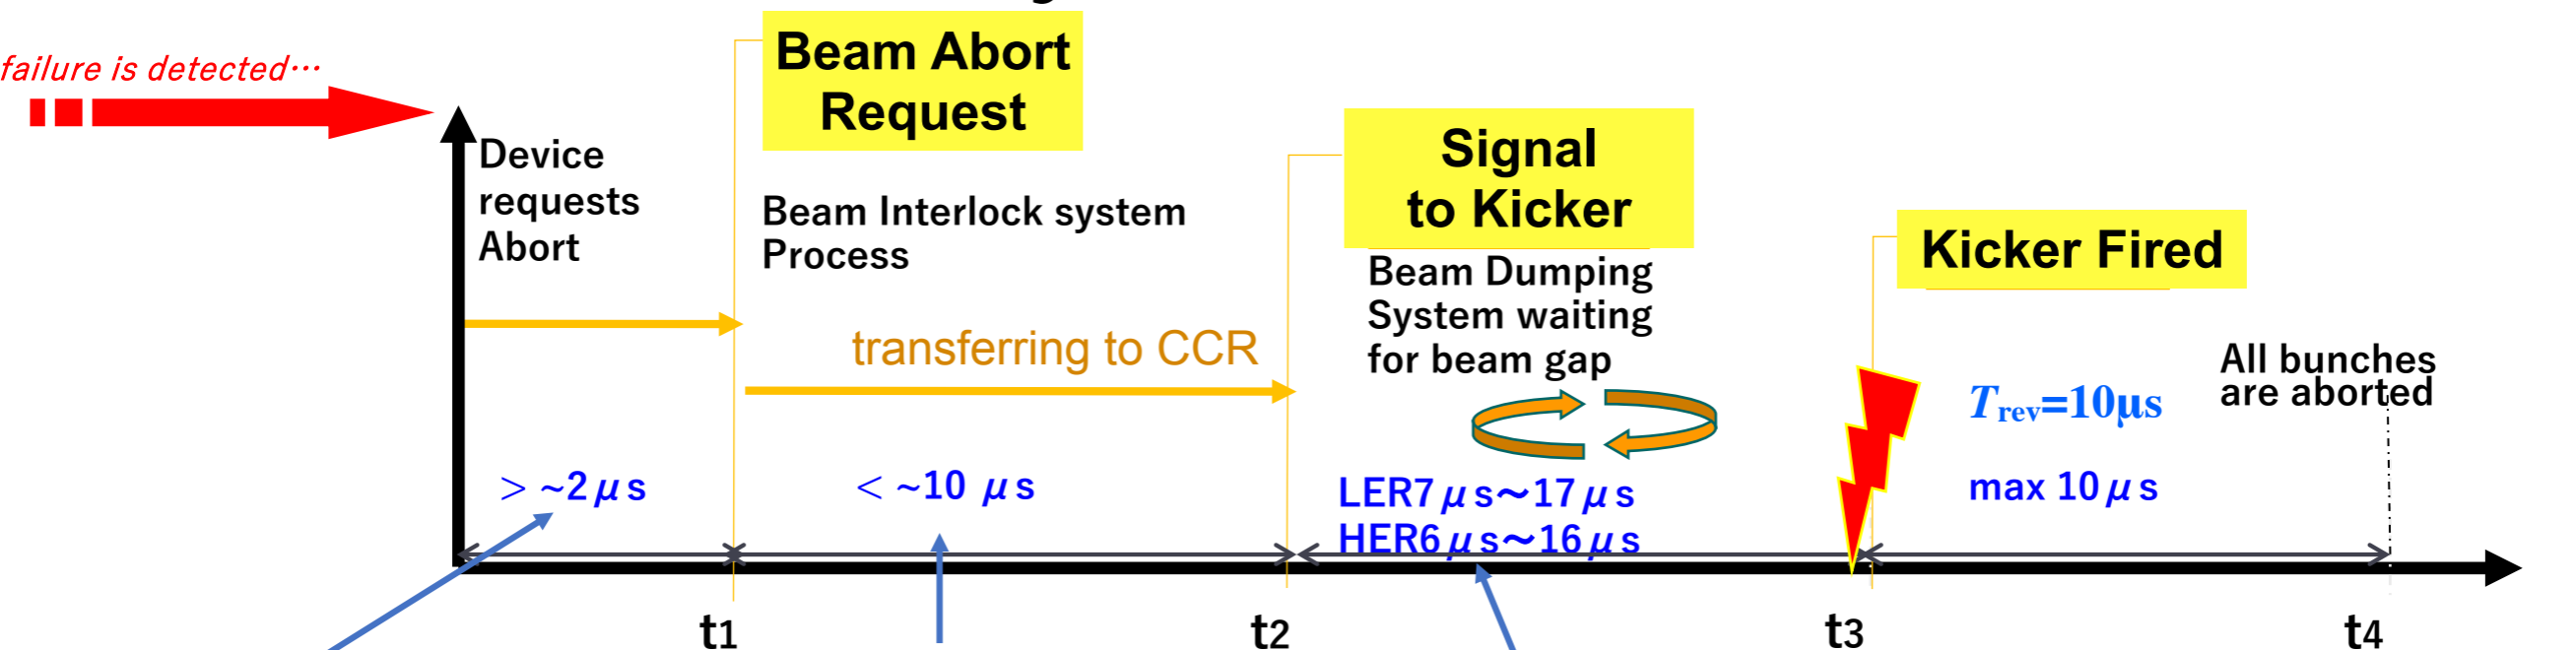 failure is detected…
Beam Abort
Request
Device
requests
Abort
Beam Interlock system
Process
transferring to CCR
Signal
to Kicker
Beam Dumping
System waiting
for beam gap
Kicker Fired
All bunches
are aborted
Trev=10μs
> ~2μs
< ~10 μs
LER7μs～17μs
HER6μs～16μs
max 10μs
t1
t2
t3
t4